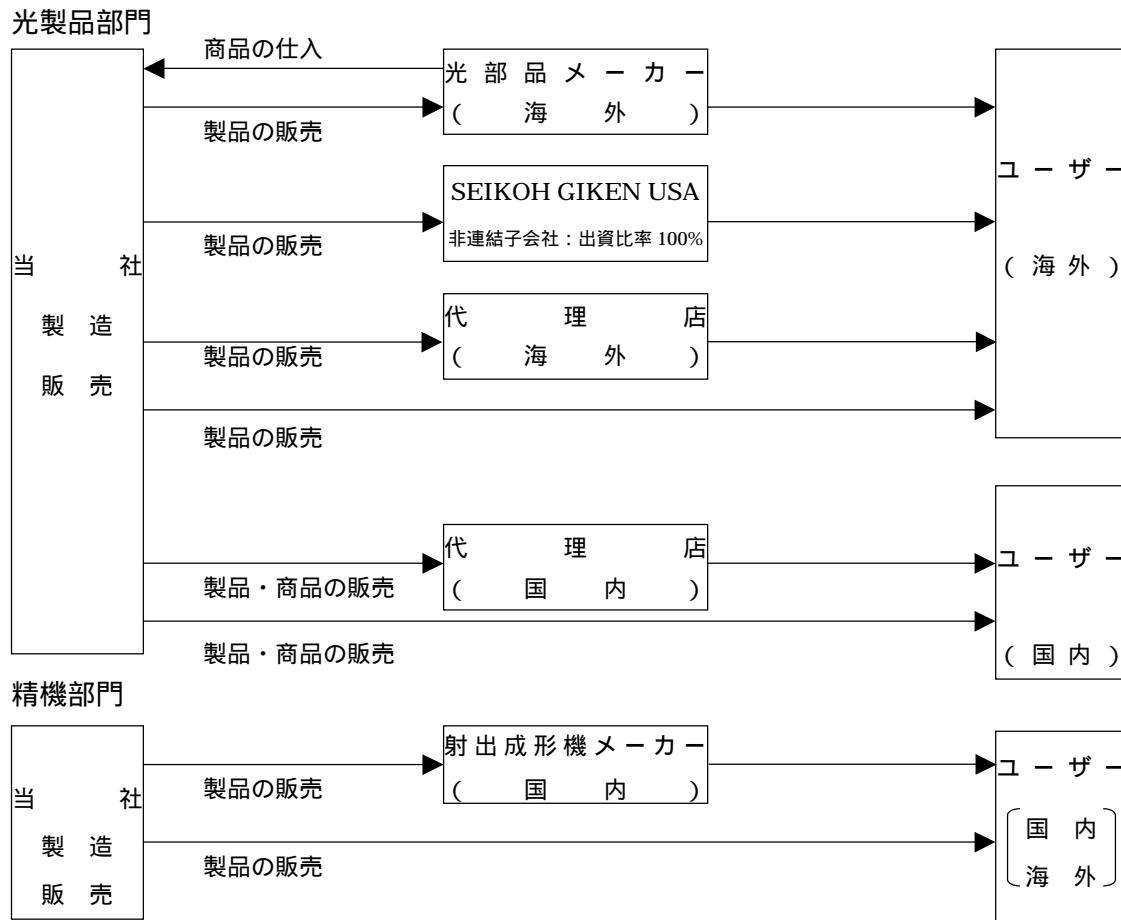 光製品部門
商品の仕入
光部品メーカー
(海外)
製品の販売
SEIKOH GIKEN USA
非連結子会社：出資比率 100%
製品の販売
代理店
(海外)
製品の販売
製品の販売
当社
製造
販売
ユーザー
(海外)
代理店
(国内)
製品・商品の販売
製品・商品の販売
ユーザー
(国内)
精機部門
当社
製造
販売
射出成形機メーカー
(国内)
製品の販売
製品の販売
ユーザー
国内
海外